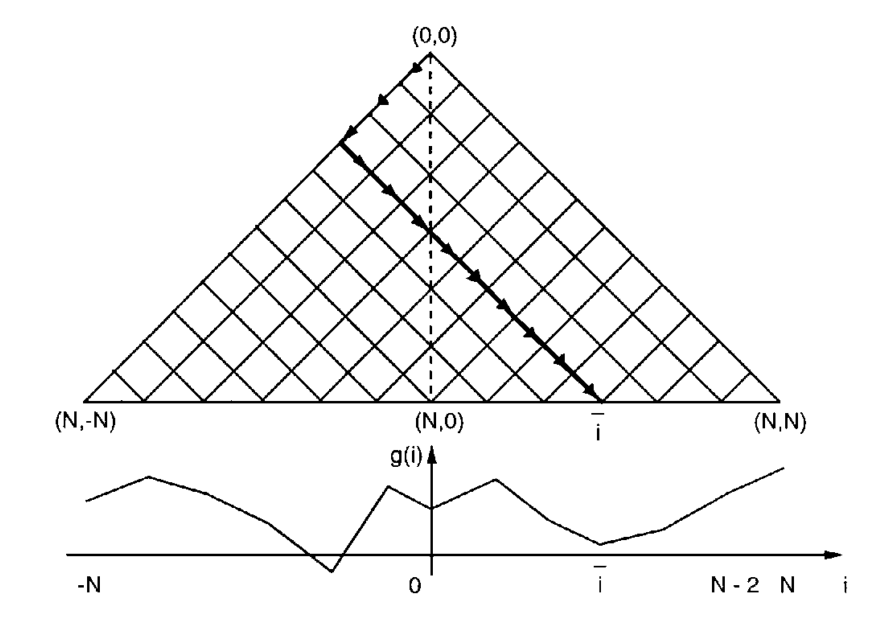 (0,0)
(N,-N) (N,0) i̅ (N,N)
g(i)
-N 0 i̅ N - 2 N i